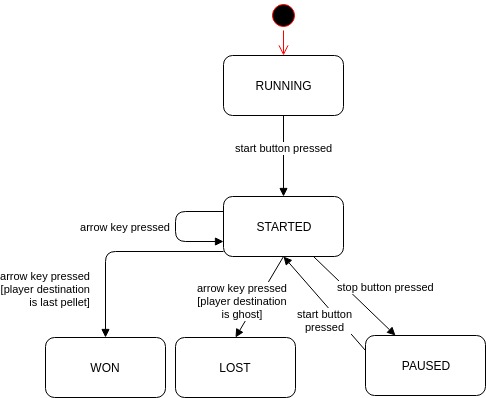 RUNNING
start button pressed
STARTED
arrow key pressed
arrow key pressed
[player destination
is last pellet]
arrow key pressed
[player destination
is ghost]
stop button pressed
start button
pressed
WON
LOST
PAUSED